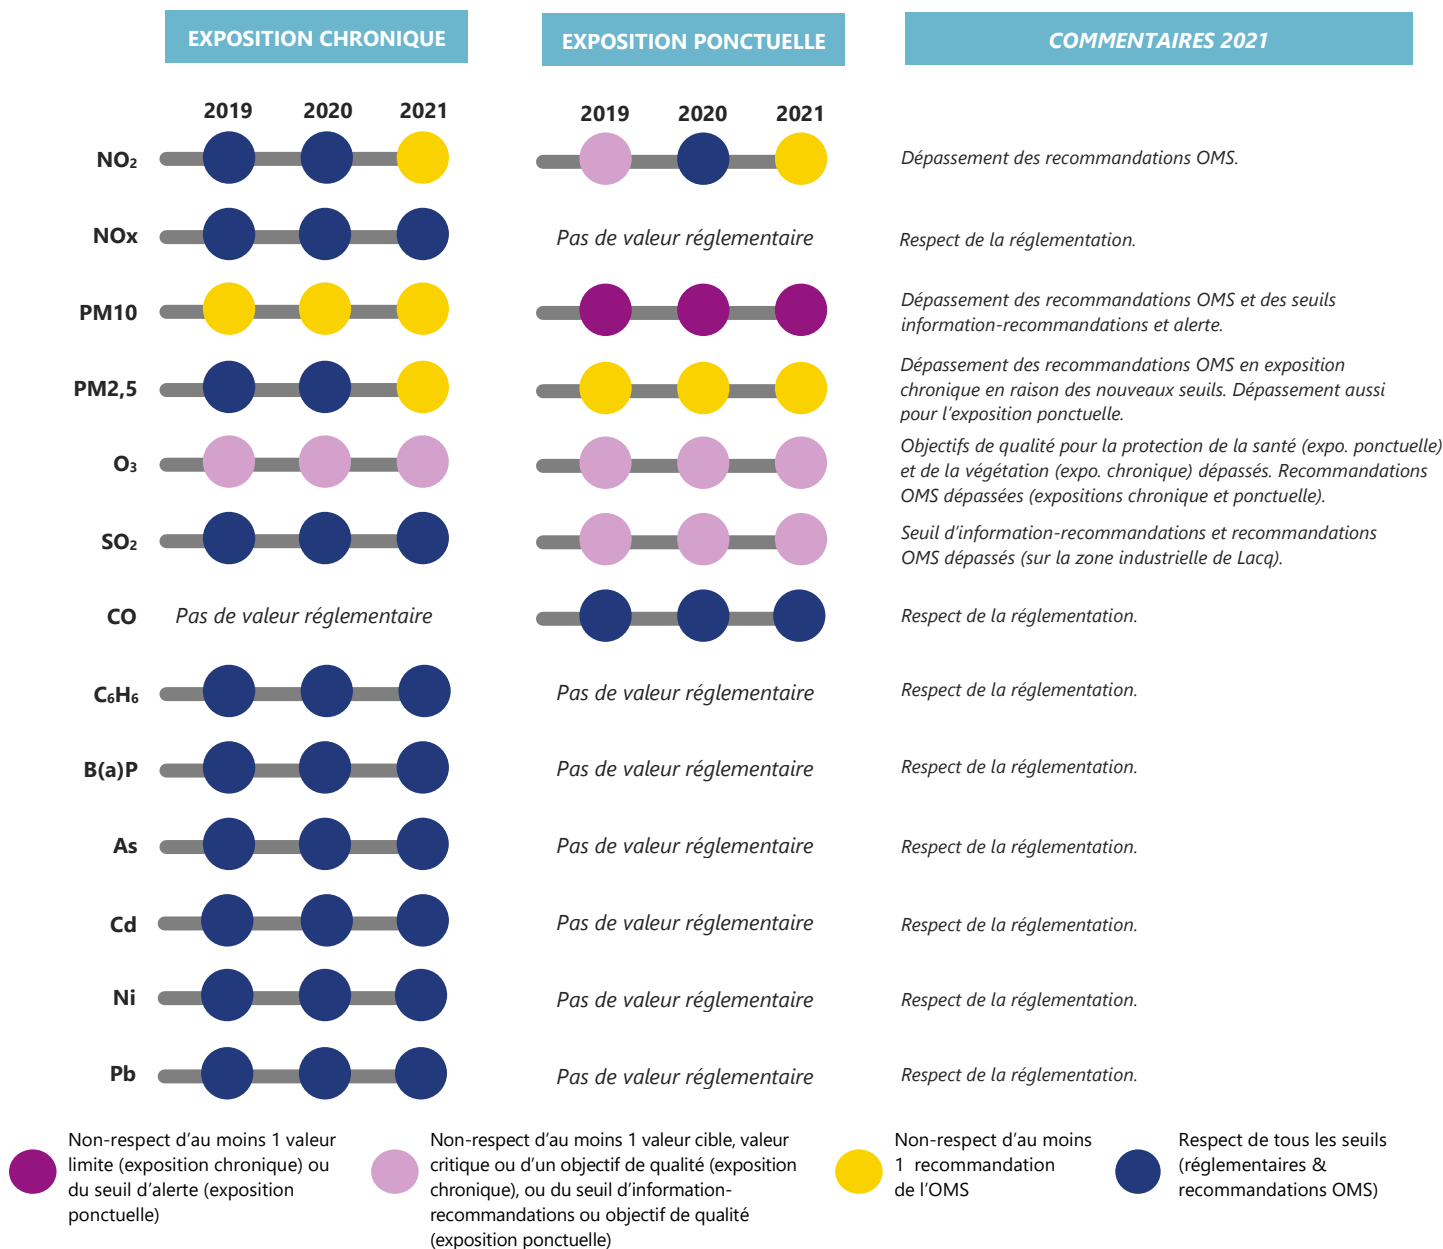 EXPOSITION CHRONIQUE
EXPOSITION PONCTUELLE
COMMENTAIRES 2021
2019 2020 2021
2019 2020 2021
NO₂
Dépassement des recommandations OMS.
NOx
Pas de valeur réglementaire
Respect de la réglementation.
PM10
Dépassement des recommandations OMS et des seuils
information-recommandations et alerte.
PM2,5
Dépassement des recommandations OMS en exposition
chronique en raison des nouveaux seuils. Dépassement aussi
pour l'exposition ponctuelle.
O₃
Objectifs de qualité pour la protection de la santé (expo. ponctuelle)
et de la végétation (expo. chronique) dépassés. Recommandations
OMS dépassées (expositions chronique et ponctuelle).
SO₂
Seuil d'information-recommandations et recommandations
OMS dépassés (sur la zone industrielle de Lacq).
CO
Pas de valeur réglementaire
Respect de la réglementation.
C₆H₆
Pas de valeur réglementaire
Respect de la réglementation.
B(a)P
Pas de valeur réglementaire
Respect de la réglementation.
As
Pas de valeur réglementaire
Respect de la réglementation.
Cd
Pas de valeur réglementaire
Respect de la réglementation.
Ni
Pas de valeur réglementaire
Respect de la réglementation.
Pb
Pas de valeur réglementaire
Respect de la réglementation.
Non-respect d'au moins 1 valeur
limite (exposition chronique) ou
du seuil d'alerte (exposition
ponctuelle)
Non-respect d'au moins 1 valeur cible, valeur
critique ou d'un objectif de qualité (exposition
chronique), ou du seuil d'information-
recommandations ou objectif de qualité
(exposition ponctuelle)
Non-respect d'au moins
1 recommandation
de l'OMS
Respect de tous les seuils
(réglementaires &
recommandations OMS)